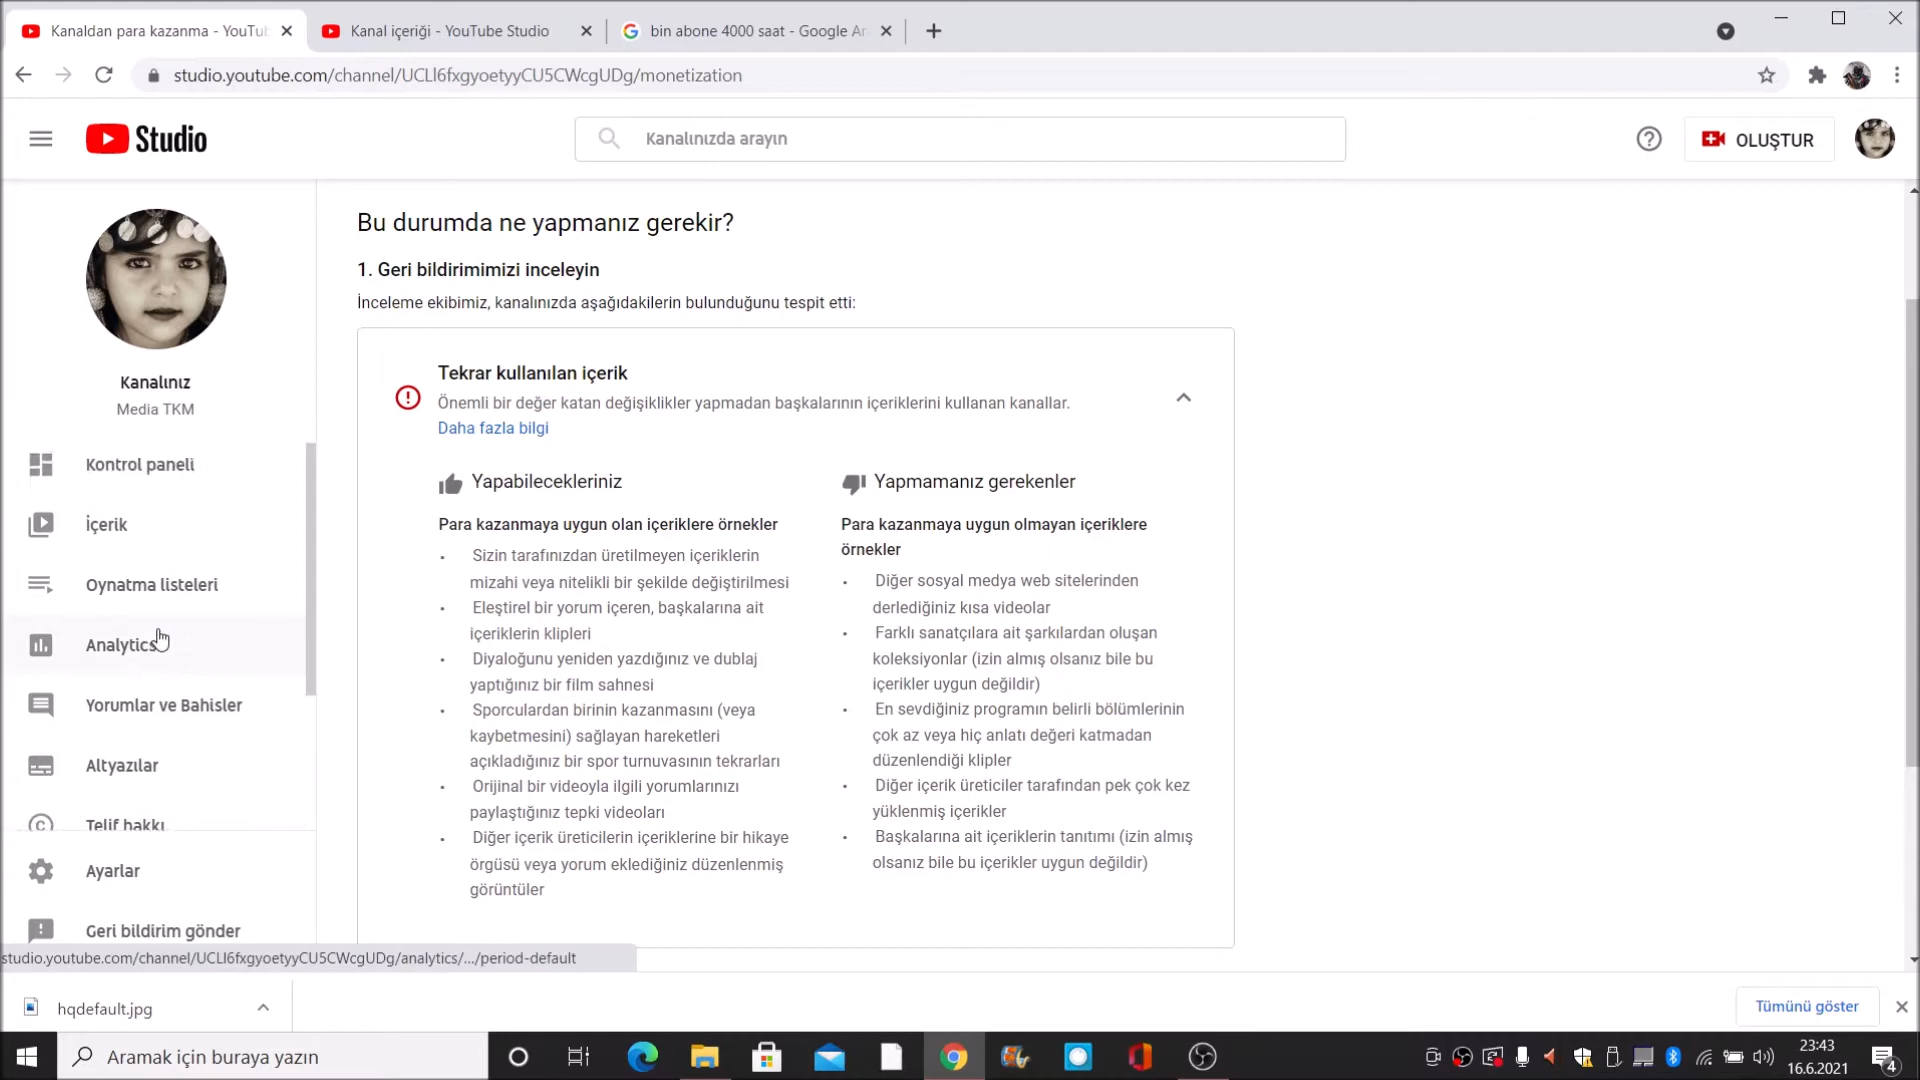 Kanaldan para kazanma - YouTub
Kanal içeriği - YouTube Studio
bin abone 4000 saat - Google Ar
studio.youtube.com/channel/UCLl6fxgyoetyyCU5CWcgUDg/monetization
Studio
Kanalınızda arayın
OLUŞTUR
Kanalınız
Media TKM
Kontrol paneli
İçerik
Oynatma listeleri
Analytics
Yorumlar ve Bahisler
Altyazılar
Telif hakkı
Ayarlar
Geri bildirim gönder
Bu durumda ne yapmanız gerekir?
1. Geri bildirimimizi inceleyin
İnceleme ekibimiz, kanalınızda aşağıdakilerin bulunduğunu tespit etti:
Tekrar kullanılan içerik
Önemli bir değer katan değişiklikler yapmadan başkalarının içeriklerini kullanan kanallar.
Daha fazla bilgi
Yapabilecekleriniz
Para kazanmaya uygun olan içeriklere örnekler
• Sizin tarafınızdan üretilmeyen içeriklerin
mizahi veya nitelikli bir şekilde değiştirilmesi
• Eleştirel bir yorum içeren, başkalarına ait
içeriklerin klipleri
• Diyaloğunu yeniden yazdığınız ve dublaj
yaptığınız bir film sahnesi
• Sporculardan birinin kazanmasını (veya
kaybetmesini) sağlayan hareketleri
açıkladığınız bir spor turnuvasının tekrarları
• Orijinal bir videoyla ilgili yorumlarınızı
paylaştığınız tepki videoları
• Diğer içerik üreticilerin içeriklerine bir hikaye
örgüsü veya yorum eklediğiniz düzenlenmiş
görüntüler
Yapmamanız gerekenler
Para kazanmaya uygun olmayan içeriklere
örnekler
• Diğer sosyal medya web sitelerinden
derlediğiniz kısa videolar
• Farklı sanatçılara ait şarkılardan oluşan
koleksiyonlar (izin almış olsanız bile bu
içerikler uygun değildir)
• En sevdiğiniz programın belirli bölümlerinin
çok az veya hiç anlatı değeri katmadan
düzenlendiği klipler
• Diğer içerik üreticiler tarafından pek çok kez
yüklenmiş içerikler
• Başkalarına ait içeriklerin tanıtımı (izin almış
olsanız bile bu içerikler uygun değildir)
studio.youtube.com/channel/UCLl6fxgyoetyyCU5CWcgUDg/analytics/.../period-default
hqdefault.jpg
Tümünü göster
Aramak için buraya yazın
23:43
16.6.2021
4